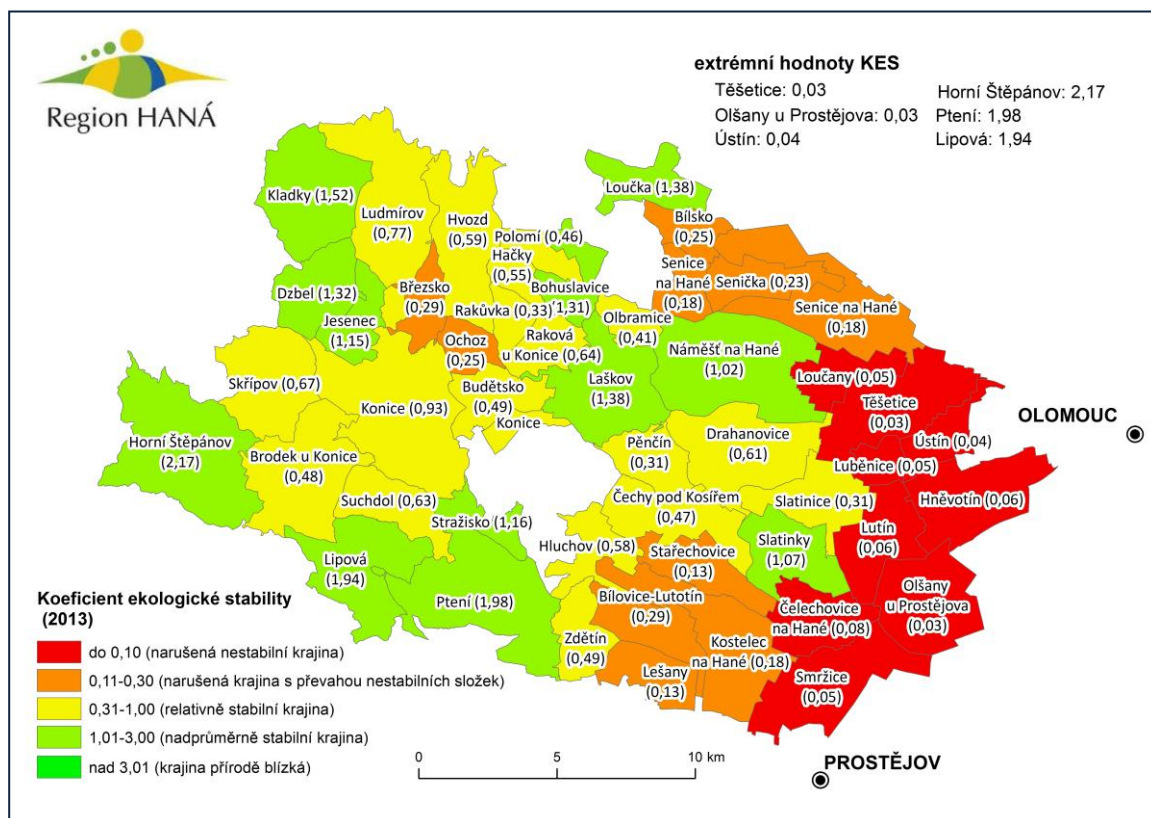 Region HANÁ
extrémní hodnoty KES
Těšetice: 0,03
Olšany u Prostějova: 0,03
Ústín: 0,04
Horní Štěpánov: 2,17
Ptení: 1,98
Lipová: 1,94
Kladky (1,52)
Ludmírov
(0,77)
Hvozd
(0,59)
Polomí (0,46)
Hačky
(0,55)
Loučka (1,38)
Bílsko
(0,25)
Senice
na Hané
(0,18)
Senička (0,23)
Senice na Hané
(0,18)
Dzbel (1,32)
Jesenec
(1,15)
Březsko
(0,29)
Rakůvka (0,33)
Bohuslavice
(1,31)
Olbramice
(0,41)
Ochoz
(0,25)
Raková
u Konice (0,64)
Náměšť na Hané
(1,02)
Loučany (0,05)
Skřípov (0,67)
Konice (0,93)
Budětsko
(0,49)
Konice
Laškov
(1,38)
Těšetice
(0,03)
OLOMOUC
Ústín (0,04)
Horní Štěpánov
(2,17)
Brodek u Konice
(0,48)
Pěnčín
(0,31)
Drahanovice
(0,61)
Luběnice (0,05)
Hněvotín (0,06)
Suchdol (0,63)
Stražisko (1,16)
Čechy pod Kosířem
(0,47)
Slatinice (0,31)
Lutín
(0,06)
Hluchov (0,58)
Stařechovice
(0,13)
Slatinky
(1,07)
Lipová
(1,94)
Ptení (1,98)
Bílovice-Lutotín
(0,29)
Čelechovice
na Hané (0,08)
Olšany
u Prostějova
(0,03)
Zdětín
(0,49)
Kostelec
na Hané (0,18)
Lešany
(0,13)
Smržice
(0,05)
PROSTĚJOV
Koeficient ekologické stability
(2013)
do 0,10 (narušená nestabilní krajina)
0,11-0,30 (narušená krajina s převahou nestabilních složek)
0,31-1,00 (relativně stabilní krajina)
1,01-3,00 (nadprůměrně stabilní krajina)
nad 3,01 (krajina přírodě blízká)
0 5 10 km